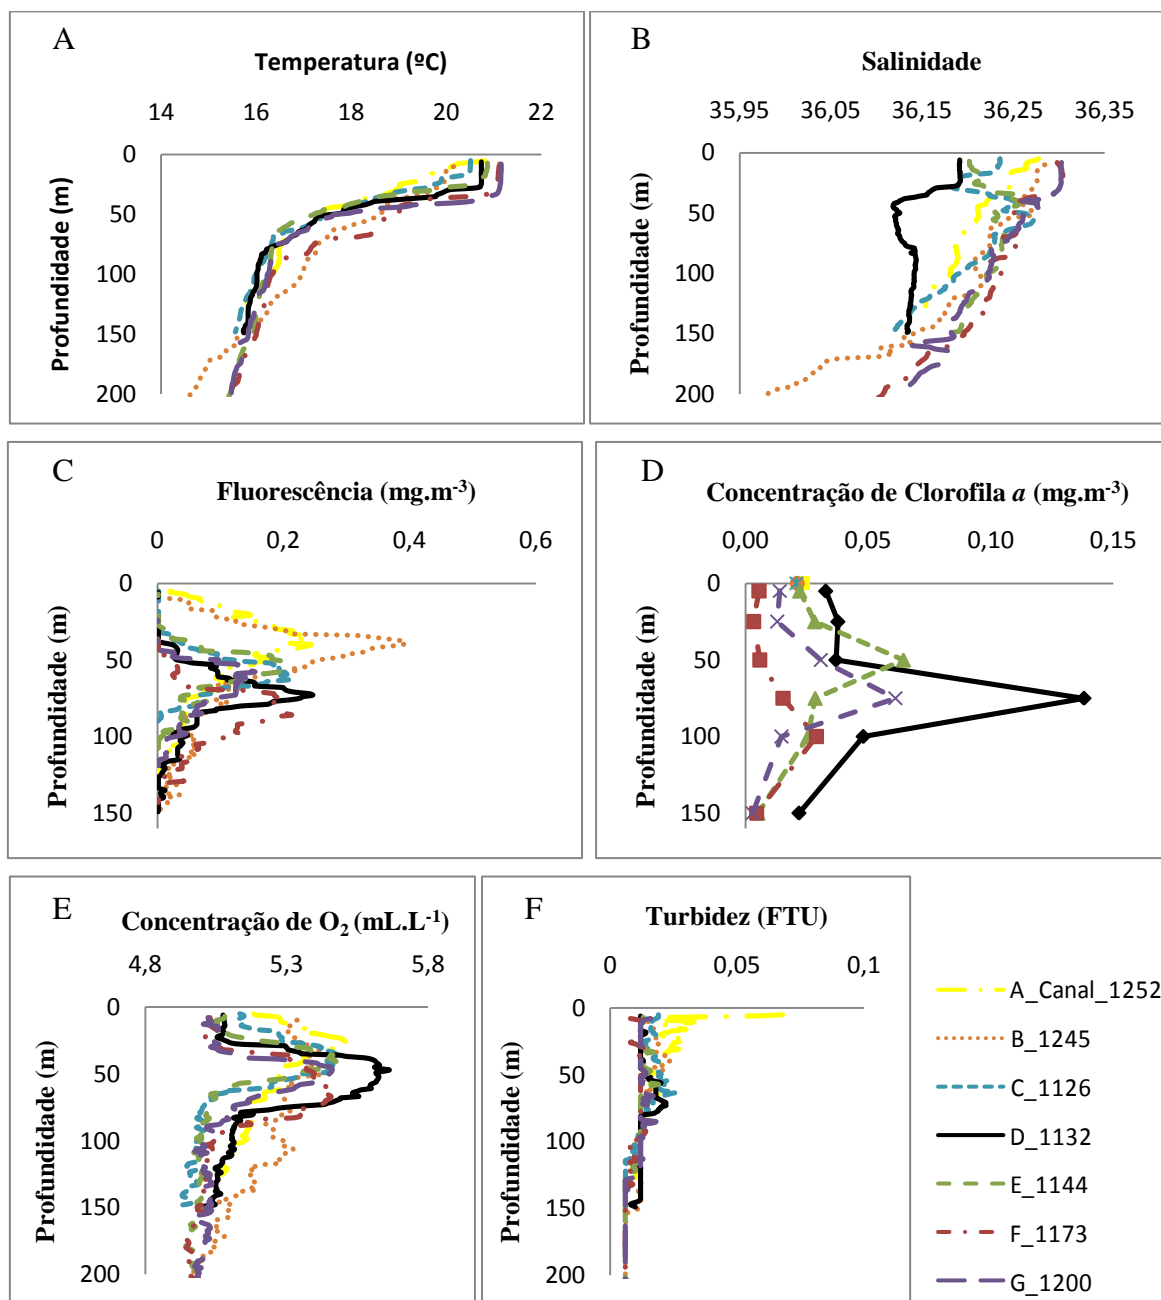 A
Temperatura (ºC)
14 16 18 20 22
0
50
100
150
200
Profundidade (m)
B
Salinidade
35,95 36,05 36,15 36,25 36,35
0
50
100
150
200
Profundidade (m)
C
Fluorescência (mg.m-3)
0 0,2 0,4 0,6
0
50
100
150
Profundidade (m)
D
Concentração de Clorofila a (mg.m-3)
0,00 0,05 0,10 0,15
0
50
100
150
Profundidade (m)
E
Concentração de O2 (mL.L-1)
4,8 5,3 5,8
0
50
100
150
200
Profundidade (m)
F
Turbidez (FTU)
0 0,05 0,1
0
50
100
150
200
Profundidade (m)
A_Canal_1252
B_1245
C_1126
D_1132
E_1144
F_1173
G_1200